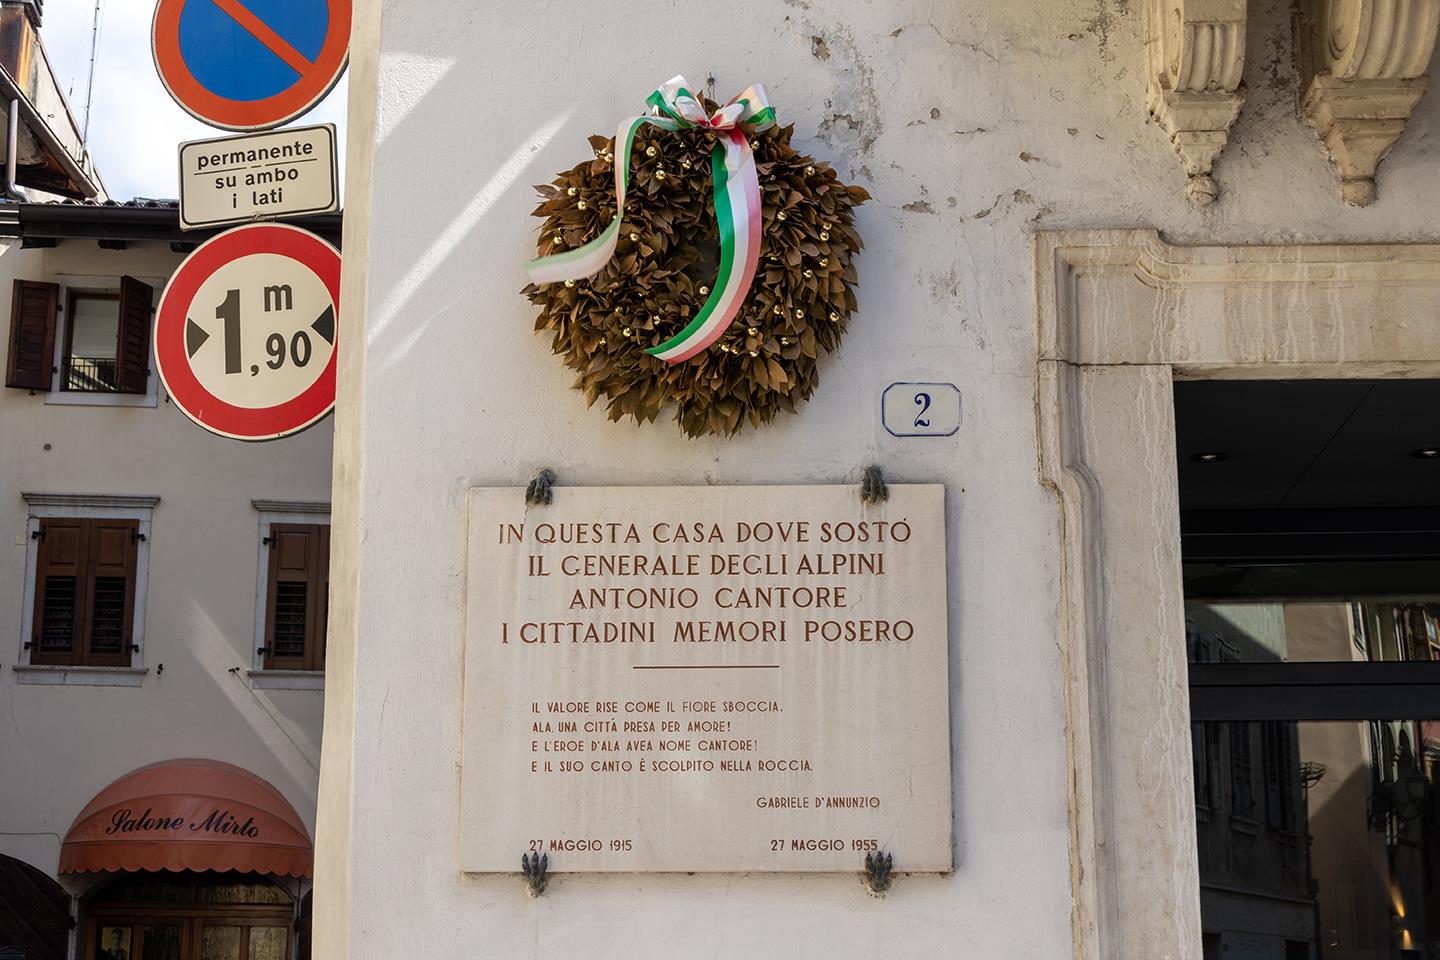 permanente
su ambo
i lati
1,90 m
2
IN QUESTA CASA DOVE SOSTÓ
IL GENERALE DEGLI ALPINI
ANTONIO CANTORE
I CITTADINI MEMORI POSERO
IL VALORE RISE COME IL FIORE SBOCCIA.
ALA. UNA CITTÁ PRESA PER AMORE!
E L'EROE D'ALA AVEA NOME CANTORE!
E IL SUO CANTO É SCOLPITO NELLA ROCCIA.
GABRIELE D'ANNUNZIO
27 MAGGIO 1915 27 MAGGIO 1955
Salone Mirto